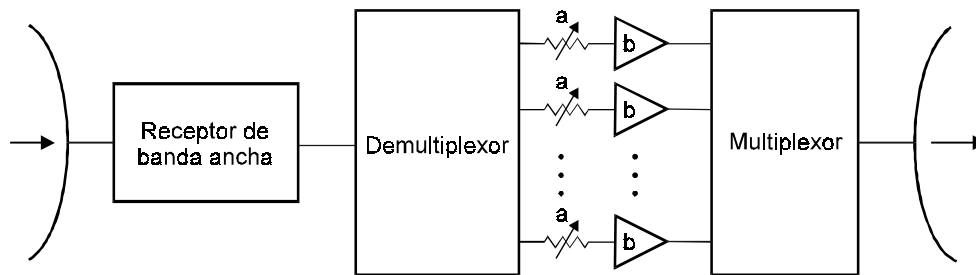 a
b
a
b
Receptor de
banda ancha
Demultiplexor
Multiplexor
a
b